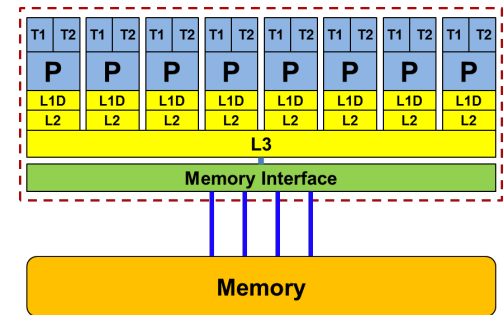 T1 T2 T1 T2 T1 T2 T1 T2 T1 T2 T1 T2 T1 T2 T1 T2
P P P P P P P P
L1D L1D L1D L1D L1D L1D L1D L1D
L2 L2 L2 L2 L2 L2 L2 L2
L3
Memory Interface
Memory